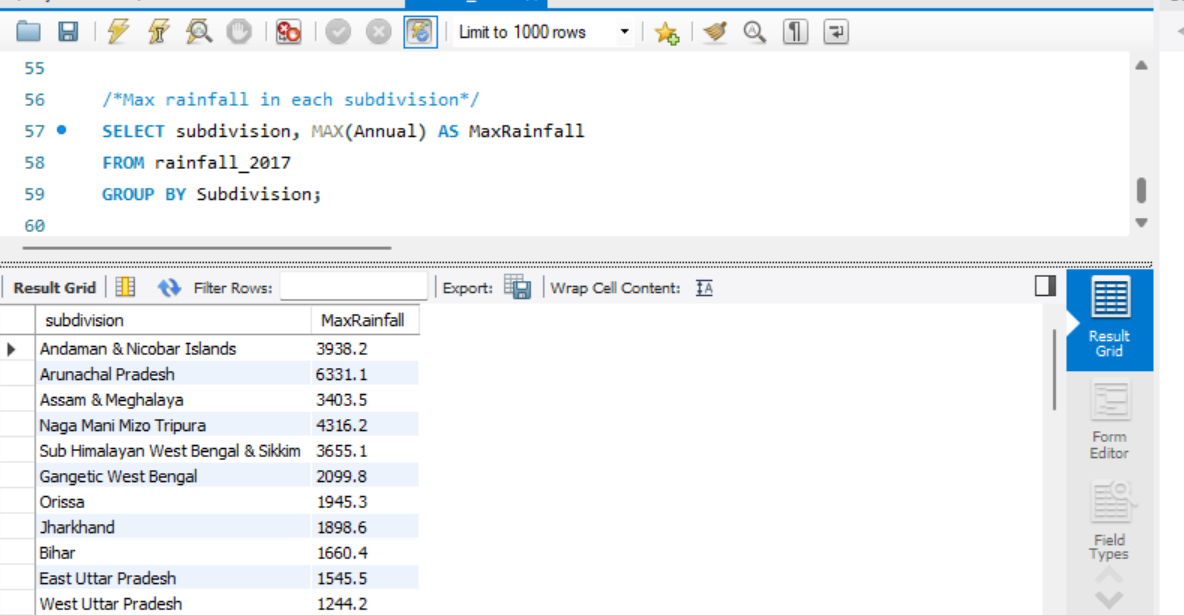 Limit to 1000 rows
55
56 /*Max rainfall in each subdivision*/
57 SELECT subdivision, MAX(Annual) AS MaxRainfall
58 FROM rainfall_2017
59 GROUP BY Subdivision;
60
Result Grid Filter Rows: Export: Wrap Cell Content:
subdivision MaxRainfall
Andaman & Nicobar Islands 3938.2
Arunachal Pradesh 6331.1
Assam & Meghalaya 3403.5
Naga Mani Mizo Tripura 4316.2
Sub Himalayan West Bengal & Sikkim 3655.1
Gangetic West Bengal 2099.8
Orissa 1945.3
Jharkhand 1898.6
Bihar 1660.4
East Uttar Pradesh 1545.5
West Uttar Pradesh 1244.2
Result
Grid
Form
Editor
Field
Types